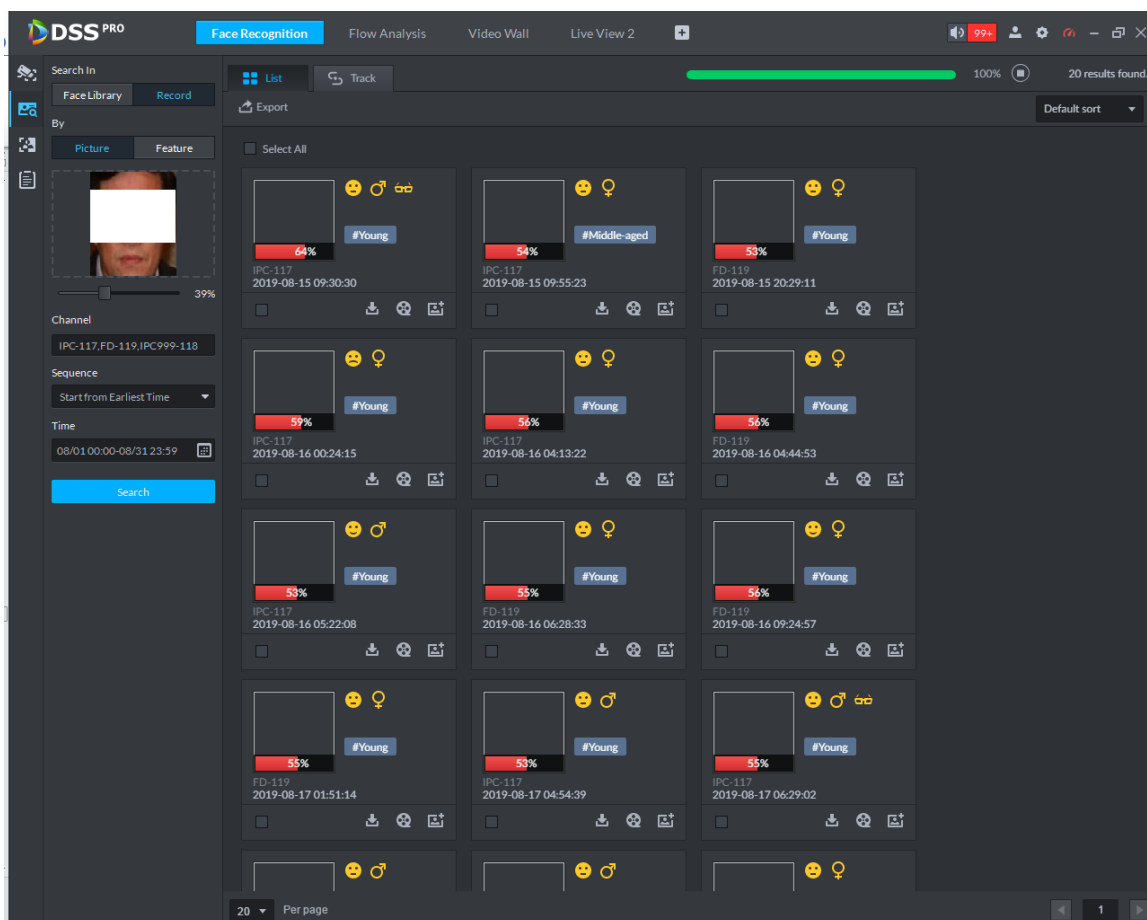 DSS PRO
Face Recognition
Flow Analysis
Video Wall
Live View 2
99+
Search In
Face Library
Record
By
Picture
Feature
39%
Channel
IPC-117,FD-119,IPC999-118
Sequence
Start from Earliest Time
Time
08/01 00:00-08/31 23:59
Search
List
Track
100%
20 results found.
Export
Default sort
Select All
#Young
64%
IPC-117
2019-08-15 09:30:30
#Middle-aged
54%
IPC-117
2019-08-15 09:55:23
#Young
53%
FD-119
2019-08-15 20:29:11
#Young
59%
IPC-117
2019-08-16 00:24:15
#Young
56%
IPC-117
2019-08-16 04:13:22
#Young
56%
FD-119
2019-08-16 04:44:53
#Young
53%
IPC-117
2019-08-16 05:22:08
#Young
55%
FD-119
2019-08-16 06:28:33
#Young
56%
FD-119
2019-08-16 09:24:57
#Young
55%
FD-119
2019-08-17 01:51:14
#Young
53%
IPC-117
2019-08-17 04:54:39
#Young
55%
IPC-117
2019-08-17 06:29:02
20
Per page
1